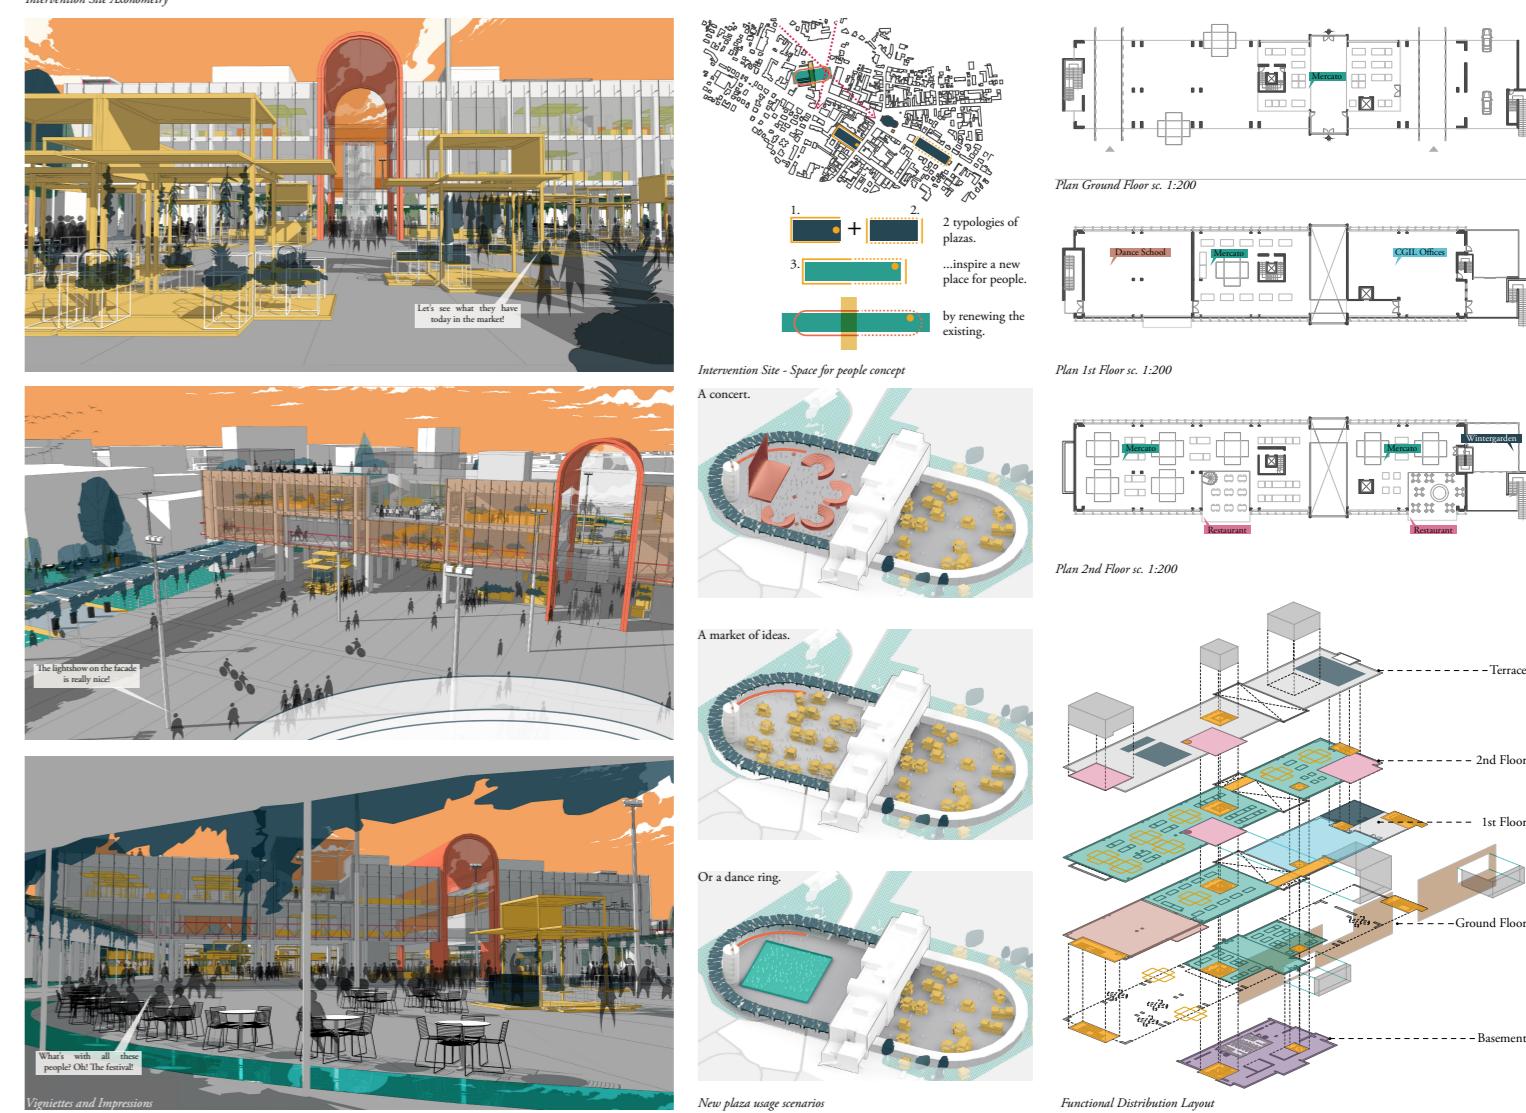 Intervention Site Axonometry
Let's see what they have
today in the market!
The lightshow on the facade
is really nice!
What's with all these
people? Oh! The festival!
Vigniettes and Impressions
1.
2.
2 typologies of
plazas.
3.
...inspire a new
place for people.
by renewing the
existing.
Intervention Site - Space for people concept
A concert.
A market of ideas.
Or a dance ring.
New plaza usage scenarios
Mercato
Plan Ground Floor sc. 1:200
Dance School
Mercato
CGIL Offices
Plan 1st Floor sc. 1:200
Mercato
Mercato
Wintergarden
Restaurant
Restaurant
Plan 2nd Floor sc. 1:200
Terrace
2nd Floor
1st Floor
Ground Floor
Basement
Functional Distribution Layout